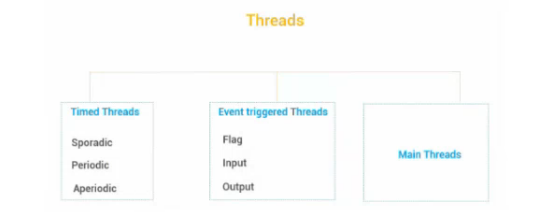 Threads
Timed Threads
Sporadic
Periodic
Aperiodic
Event triggered Threads
Flag
Input
Output
Main Threads